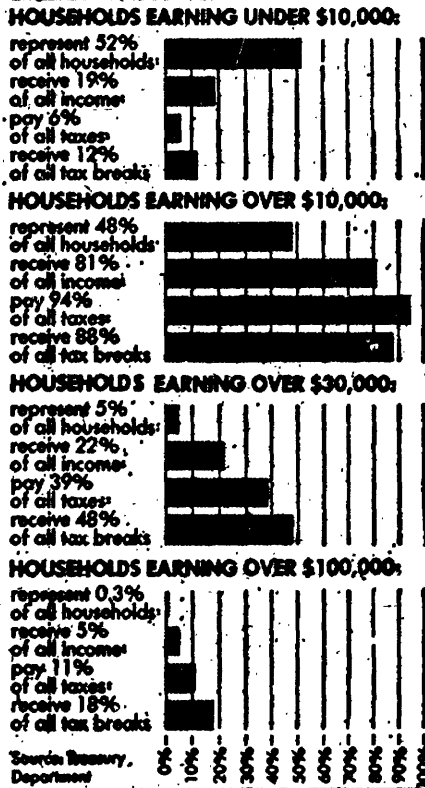 HOUSEHOLDS EARNING UNDER $10,000:
represent 52%
of all households:
receive 19%
of all income:
pay 6%
of all taxes:
receive 12%
of all tax breaks
HOUSEHOLDS EARNING OVER $10,000:
represent 48%
of all households:
receive 81%
of all income:
pay 94%
of all taxes:
receive 88%
of all tax breaks
HOUSEHOLDS EARNING OVER $30,000:
represent 5%
of all households:
receive 22%
of all income:
pay 39%
of all taxes:
receive 48%
of all tax breaks
HOUSEHOLDS EARNING OVER $100,000:
represent 0.3%
of all households:
receive 5%
of all income:
pay 11%
of all taxes:
receive 18%
of all tax breaks
Source: Treasury
Department
0% 10% 20% 30% 40% 50% 60% 70% 80% 90% 100%